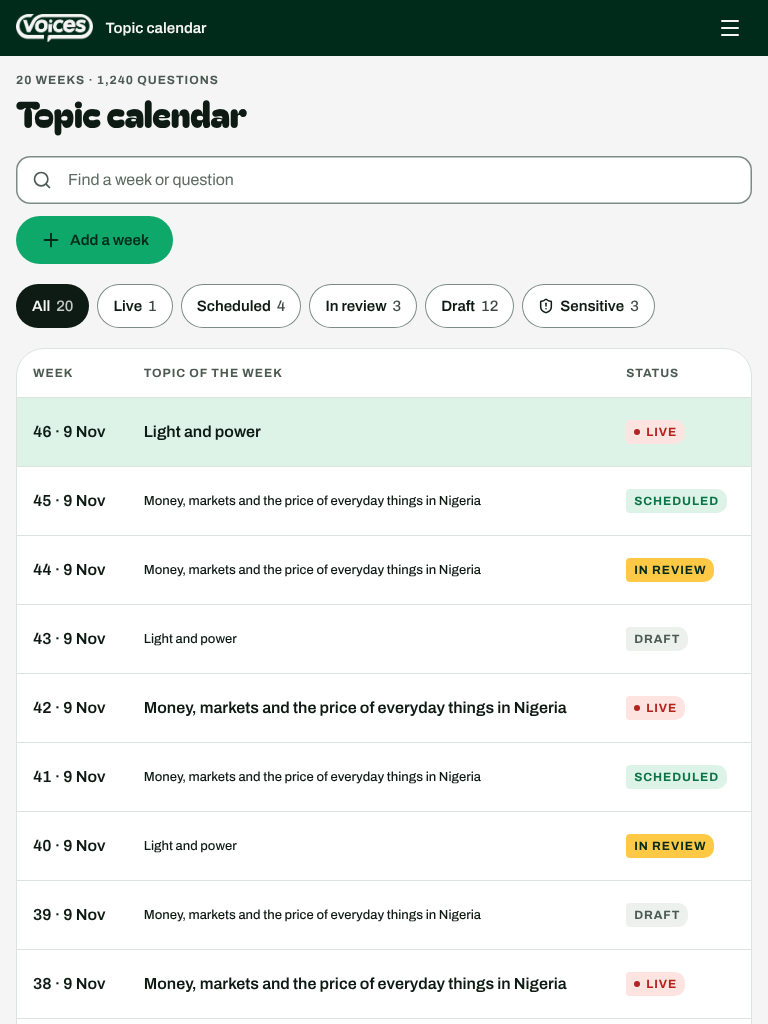 voices Topic calendar
20 WEEKS · 1,240 QUESTIONS
Topic calendar
Find a week or question
Add a week
All 20 Live 1 Scheduled 4 In review 3 Draft 12 Sensitive 3
WEEK TOPIC OF THE WEEK STATUS
46 · 9 Nov Light and power LIVE
45 · 9 Nov Money, markets and the price of everyday things in Nigeria SCHEDULED
44 · 9 Nov Money, markets and the price of everyday things in Nigeria IN REVIEW
43 · 9 Nov Light and power DRAFT
42 · 9 Nov Money, markets and the price of everyday things in Nigeria LIVE
41 · 9 Nov Money, markets and the price of everyday things in Nigeria SCHEDULED
40 · 9 Nov Light and power IN REVIEW
39 · 9 Nov Money, markets and the price of everyday things in Nigeria DRAFT
38 · 9 Nov Money, markets and the price of everyday things in Nigeria LIVE